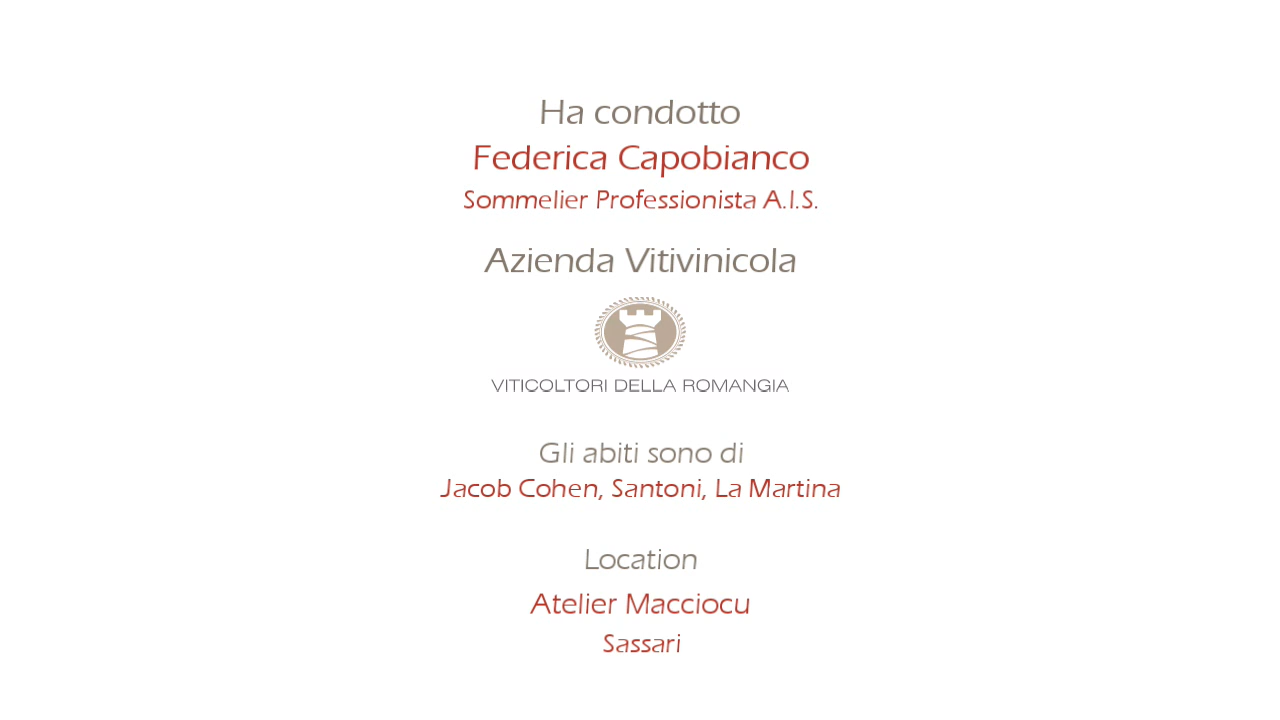 Ha condotto
Federica Capobianco
Sommelier Professionista A.I.S.
Azienda Vitivinicola
VITICOLTORI DELLA ROMANGIA
Gli abiti sono di
Jacob Cohen, Santoni, La Martina
Location
Atelier Macciocu
Sassari